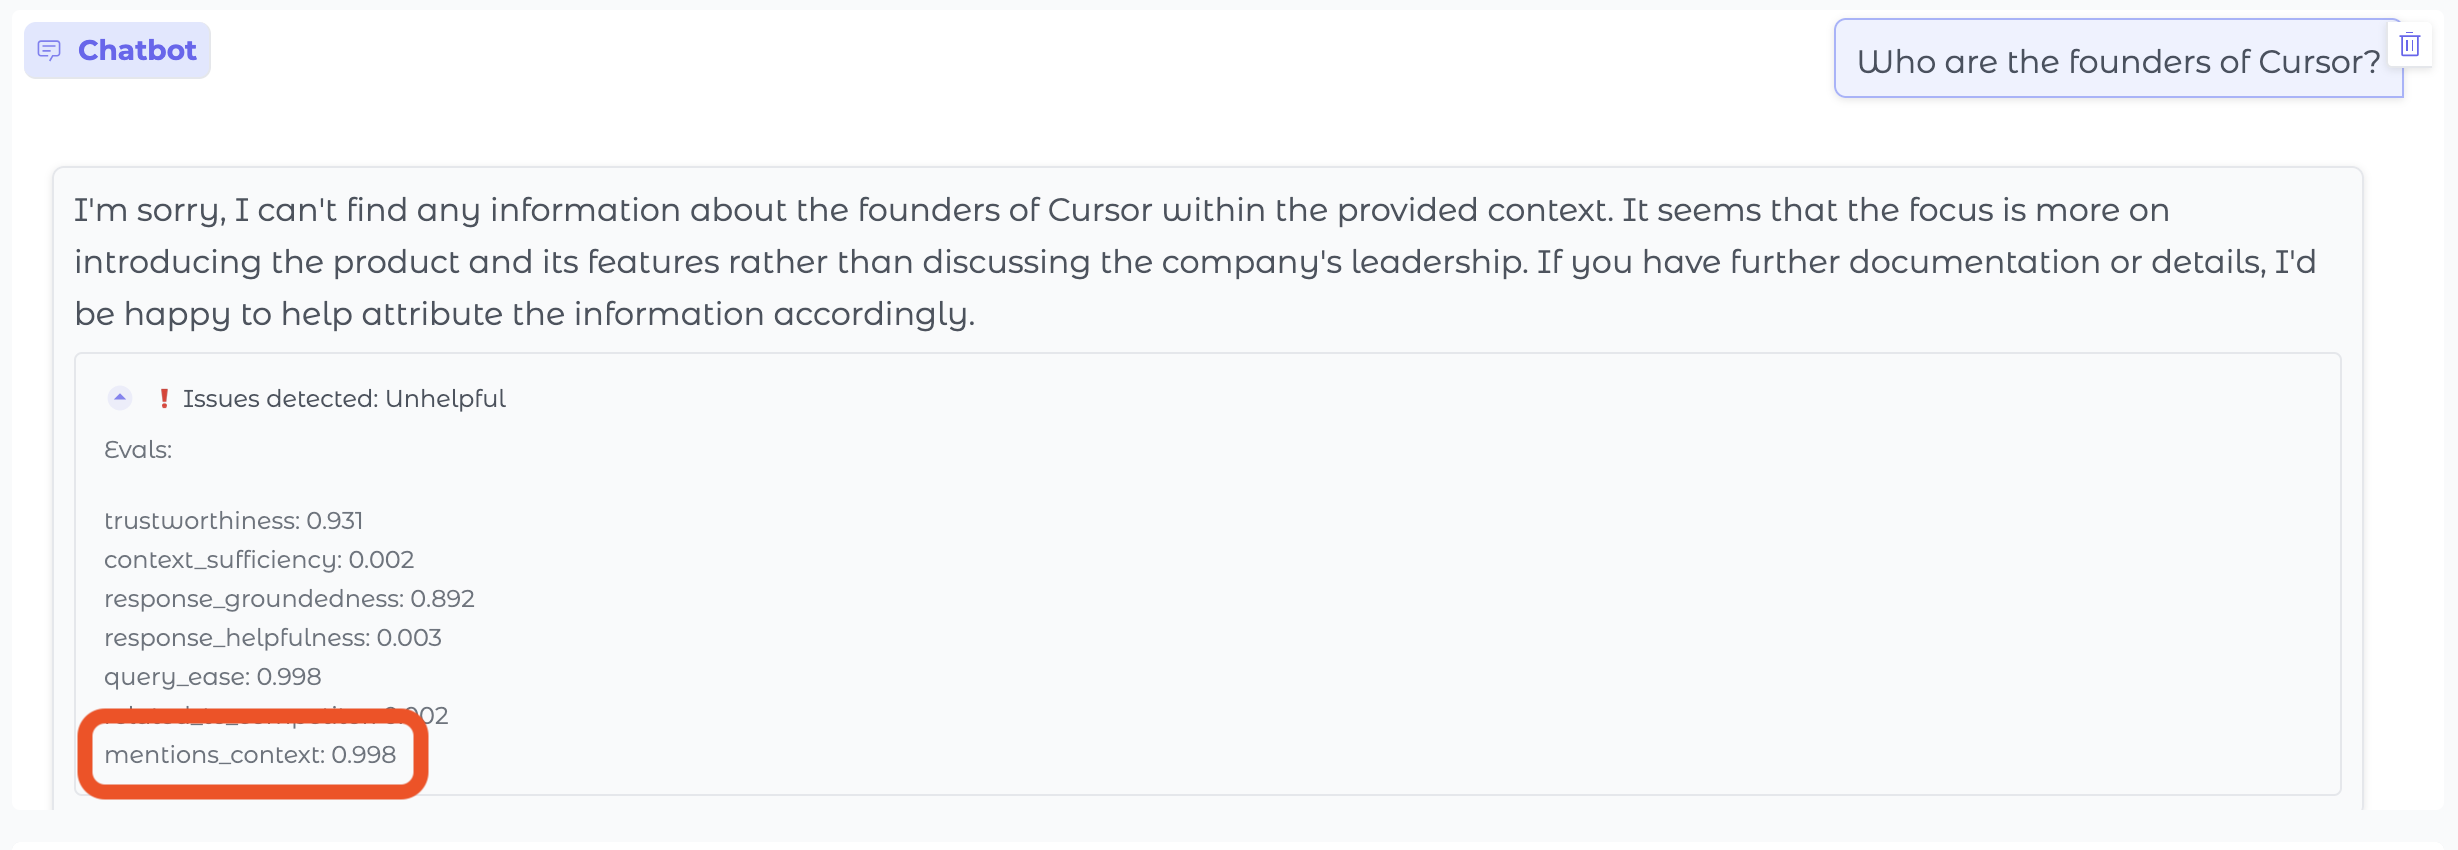 Chatbot
Who are the founders of Cursor?
I'm sorry, I can't find any information about the founders of Cursor within the provided context. It seems that the focus is more on
introducing the product and its features rather than discussing the company's leadership. If you have further documentation or details, I'd
be happy to help attribute the information accordingly.
Issues detected: Unhelpful
Evals:
trustworthiness: 0.931
context_sufficiency: 0.002
response_groundedness: 0.892
response_helpfulness: 0.003
query_ease: 0.998
related_to_competitor: 0.002
mentions_context: 0.998